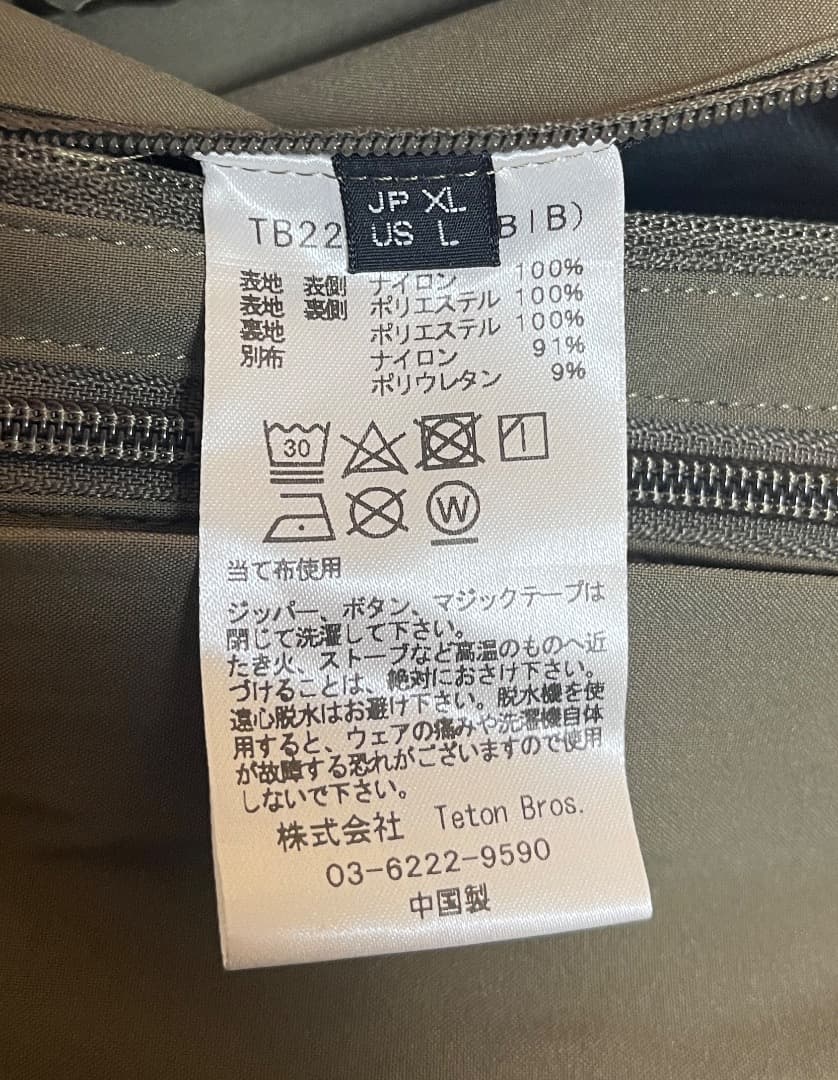 JP XL
US L
TB22 BIB)
表地 表側 ナイロン 100%
表地 裏側 ポリエステル 100%
裏地 ポリエステル 100%
別布 ナイロン 91%
ポリウレタン 9%
30
W
当て布使用
ジッパー、ボタン、マジックテープは
閉じて洗濯して下さい。
たき火、ストーブなど高温のものへ近
づけることは、絶対におさけ下さい。
遠心脱水はお避け下さい。脱水機を使
用すると、ウェアの痛みや洗濯機自体
が故障する恐れがございますので使用
しないで下さい。
株式会社 Teton Bros.
03-6222-9590
中国製